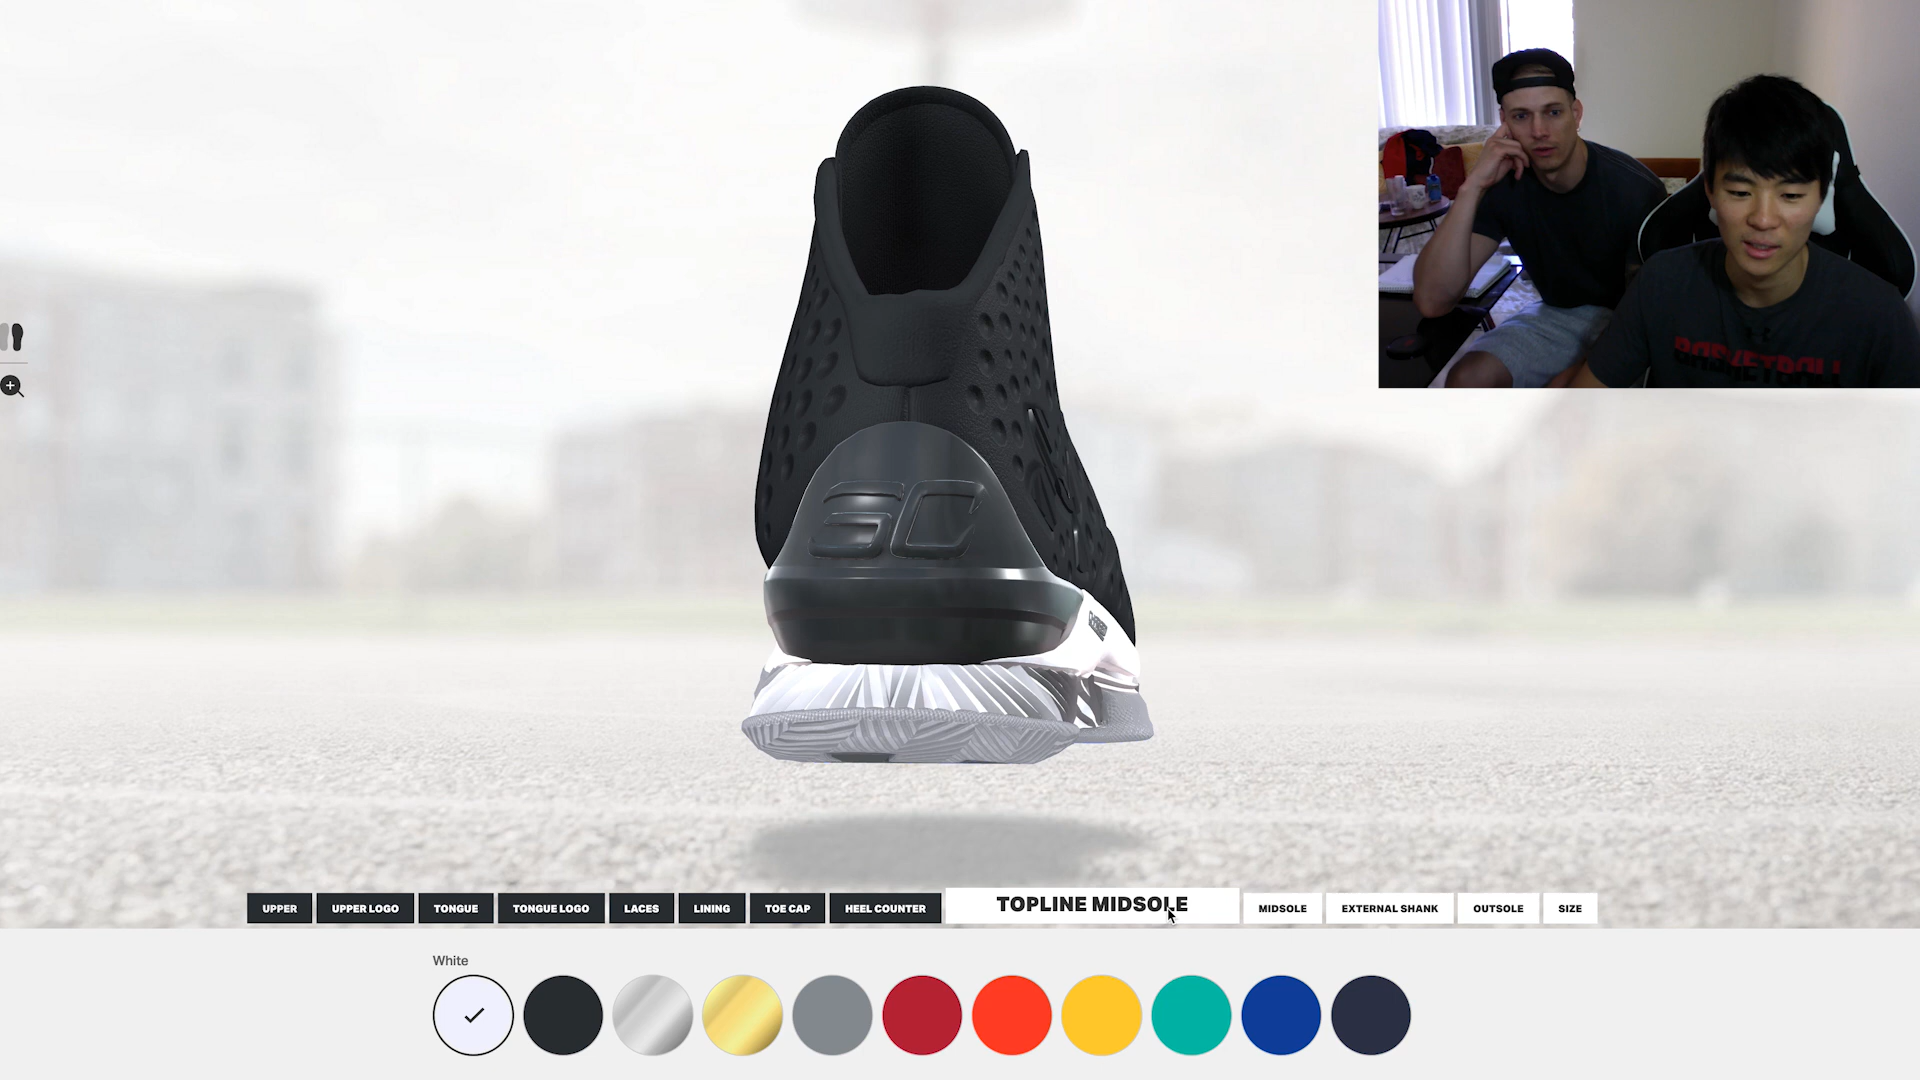 BASKETBALL
SC
UPPER
UPPER LOGO
TONGUE
TONGUE LOGO
LACES
LINING
TOE CAP
HEEL COUNTER
TOPLINE MIDSOLE
MIDSOLE
EXTERNAL SHANK
OUTSOLE
SIZE
White